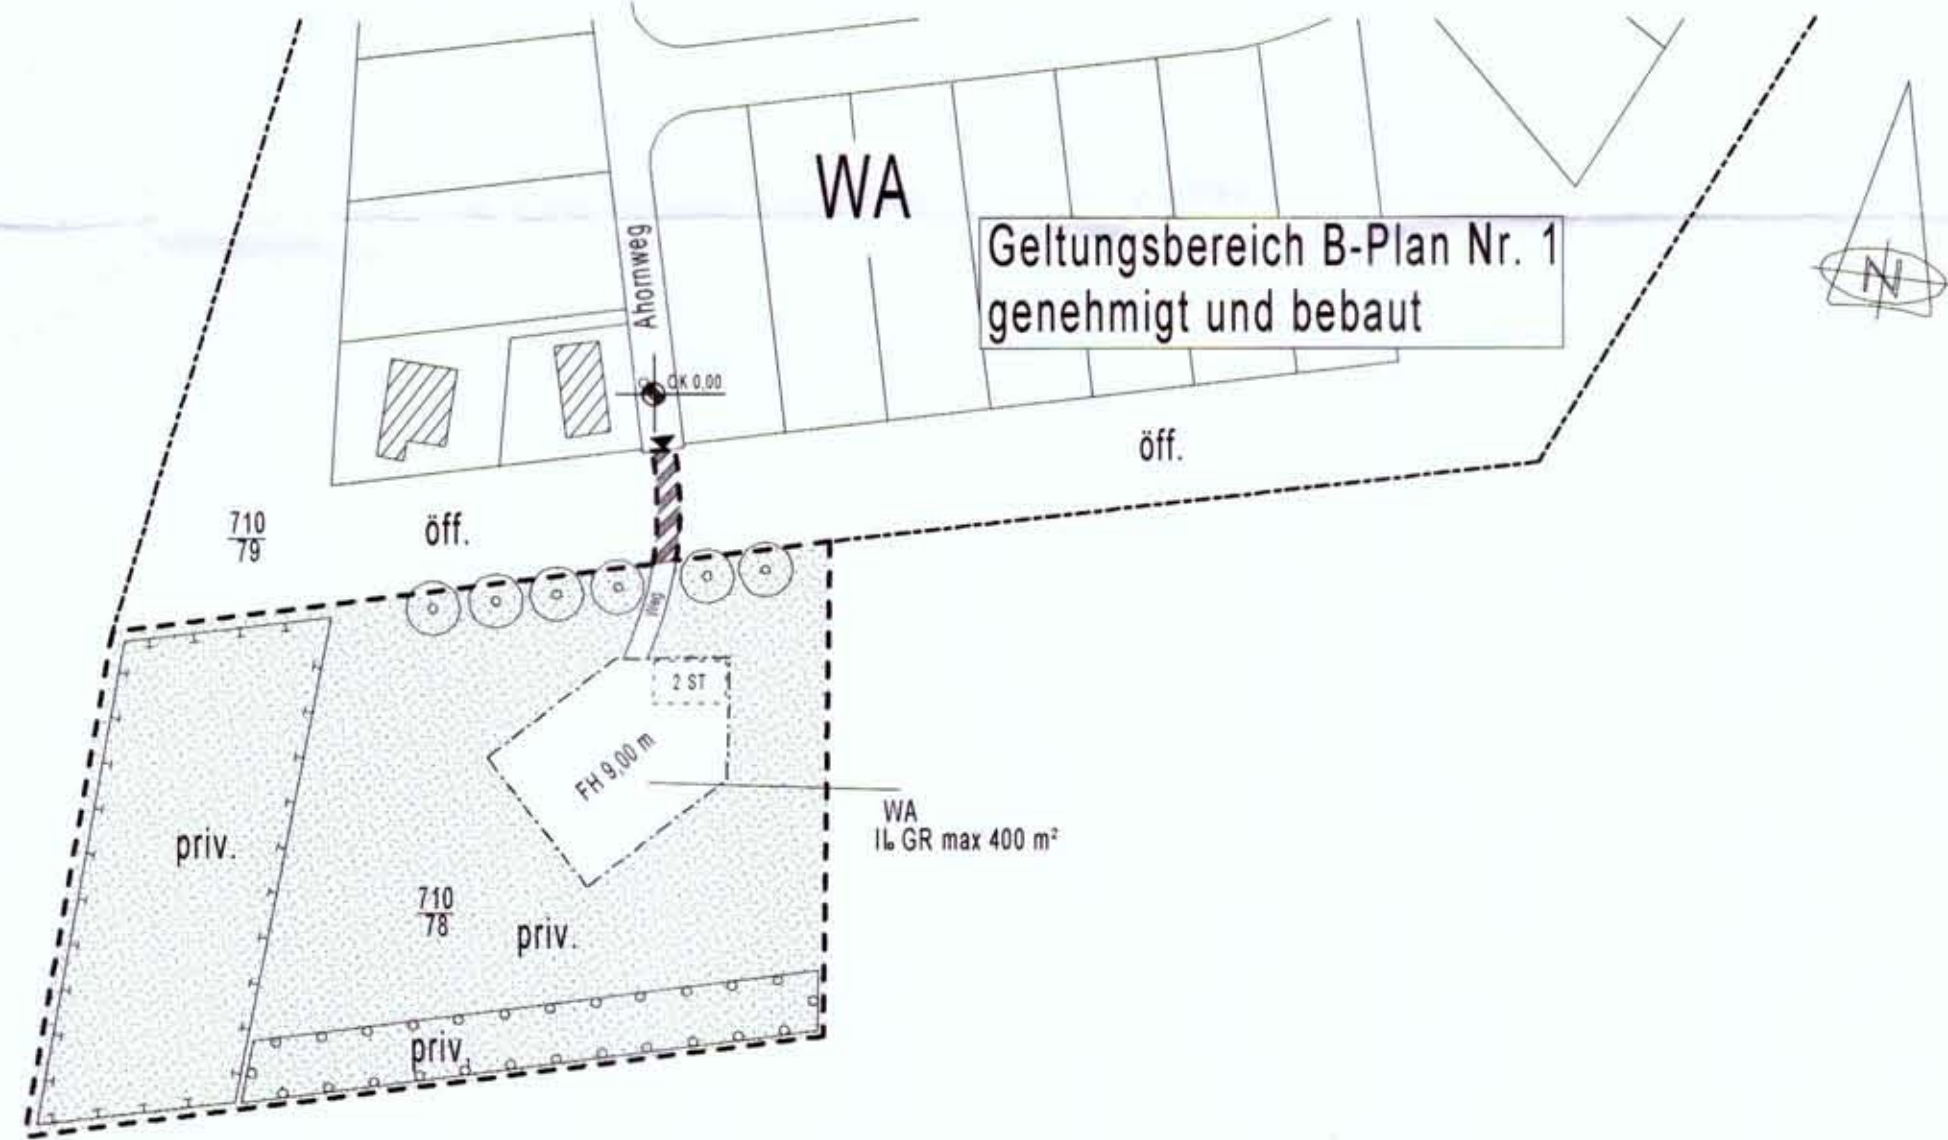 WA
Geltungsbereich B-Plan Nr. 1
genehmigt und bebaut
N
Ahornweg
OK 0,00
öff.
710
79
öff.
Weg
2 ST
FH 9,00 m
WA
GR max 400 m²
priv.
710
78
priv.
priv.